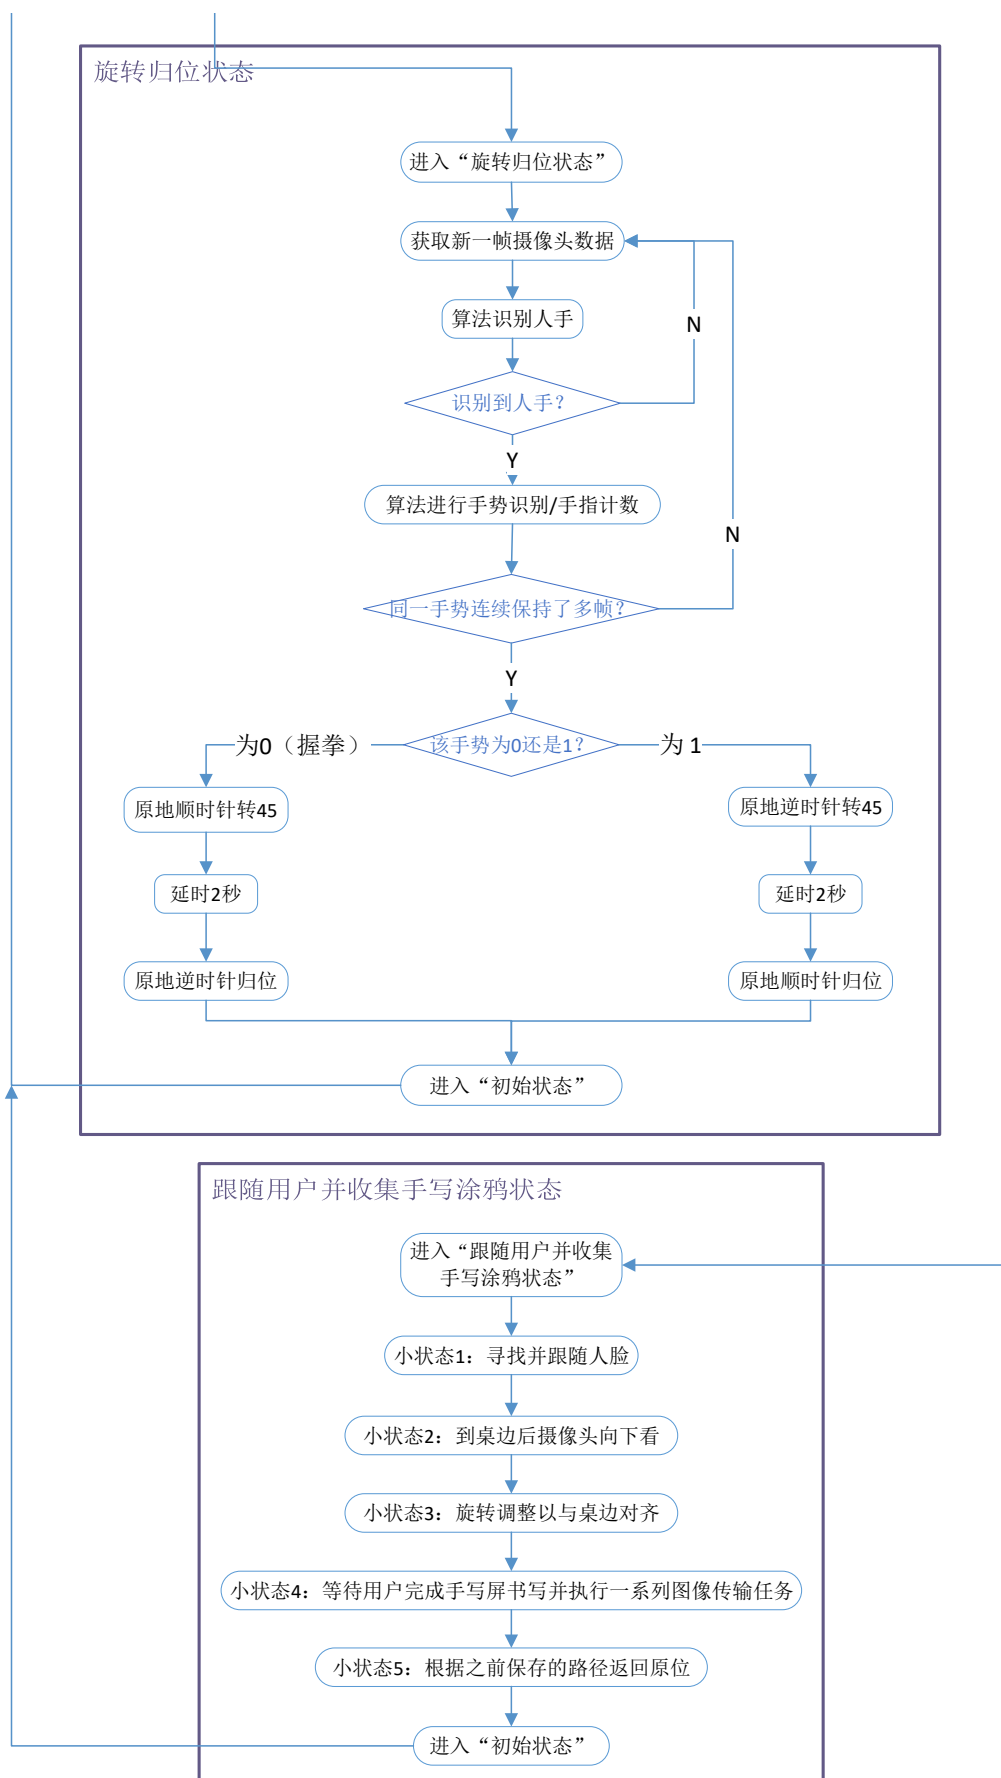 旋转归位状态
进入“旋转归位状态”
获取新一帧摄像头数据
算法识别人手
N
识别到人手？
Y
算法进行手势识别/手指计数
N
同一手势连续保持了多帧？
Y
为0（握拳）
该手势为0还是1？
为 1
原地顺时针转45
原地逆时针转45
延时2秒
延时2秒
原地逆时针归位
原地顺时针归位
进入“初始状态”
跟随用户并收集手写涂鸦状态
进入“跟随用户并收集
手写涂鸦状态”
小状态1：寻找并跟随人脸
小状态2：到桌边后摄像头向下看
小状态3：旋转调整以与桌边对齐
小状态4：等待用户完成手写屏书写并执行一系列图像传输任务
小状态5：根据之前保存的路径返回原位
进入“初始状态”